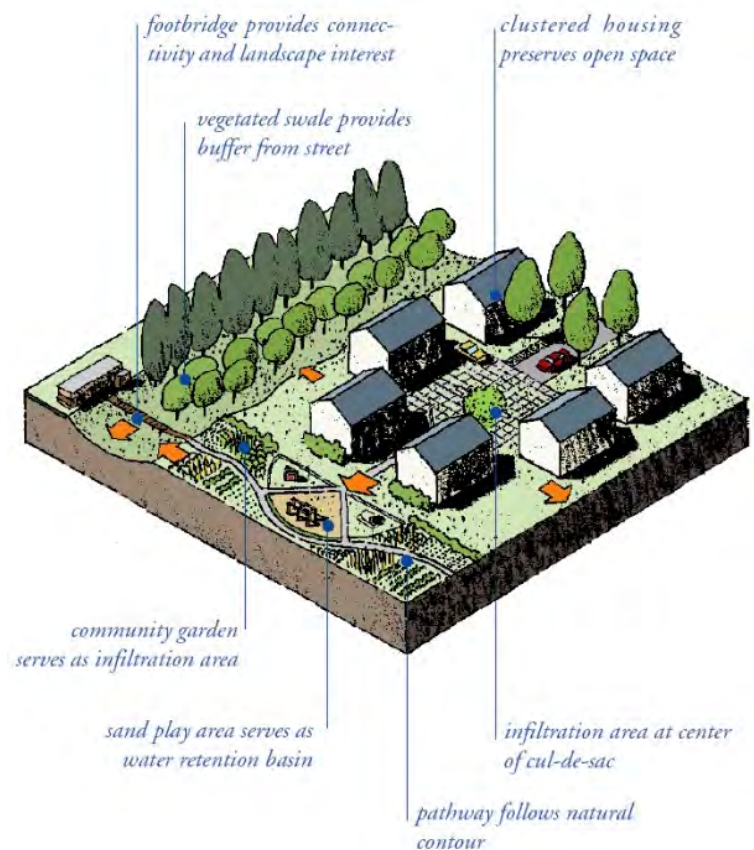 footbridge provides connec-
tivity and landscape interest
clustered housing
preserves open space
vegetated swale provides
buffer from street
community garden
serves as infiltration area
sand play area serves as
water retention basin
infiltration area at center
of cul-de-sac
pathway follows natural
contour